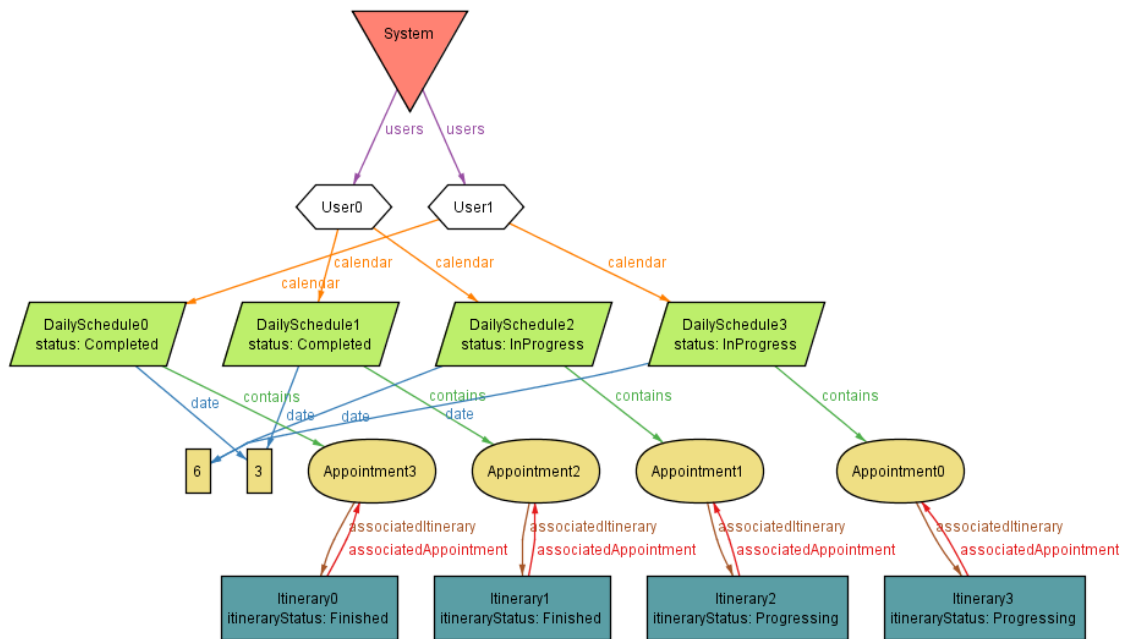 System
users
users
User0
User1
calendar
calendar
calendar
calendar
DailySchedule0
status: Completed
DailySchedule1
status: Completed
DailySchedule2
status: InProgress
DailySchedule3
status: InProgress
contains
contains
contains
contains
date
date
date
date
6
3
Appointment3
Appointment2
Appointment1
Appointment0
associatedItinerary
associatedItinerary
associatedItinerary
associatedItinerary
associatedAppointment
associatedAppointment
associatedAppointment
associatedAppointment
Itinerary0
itineraryStatus: Finished
Itinerary1
itineraryStatus: Finished
Itinerary2
itineraryStatus: Progressing
Itinerary3
itineraryStatus: Progressing